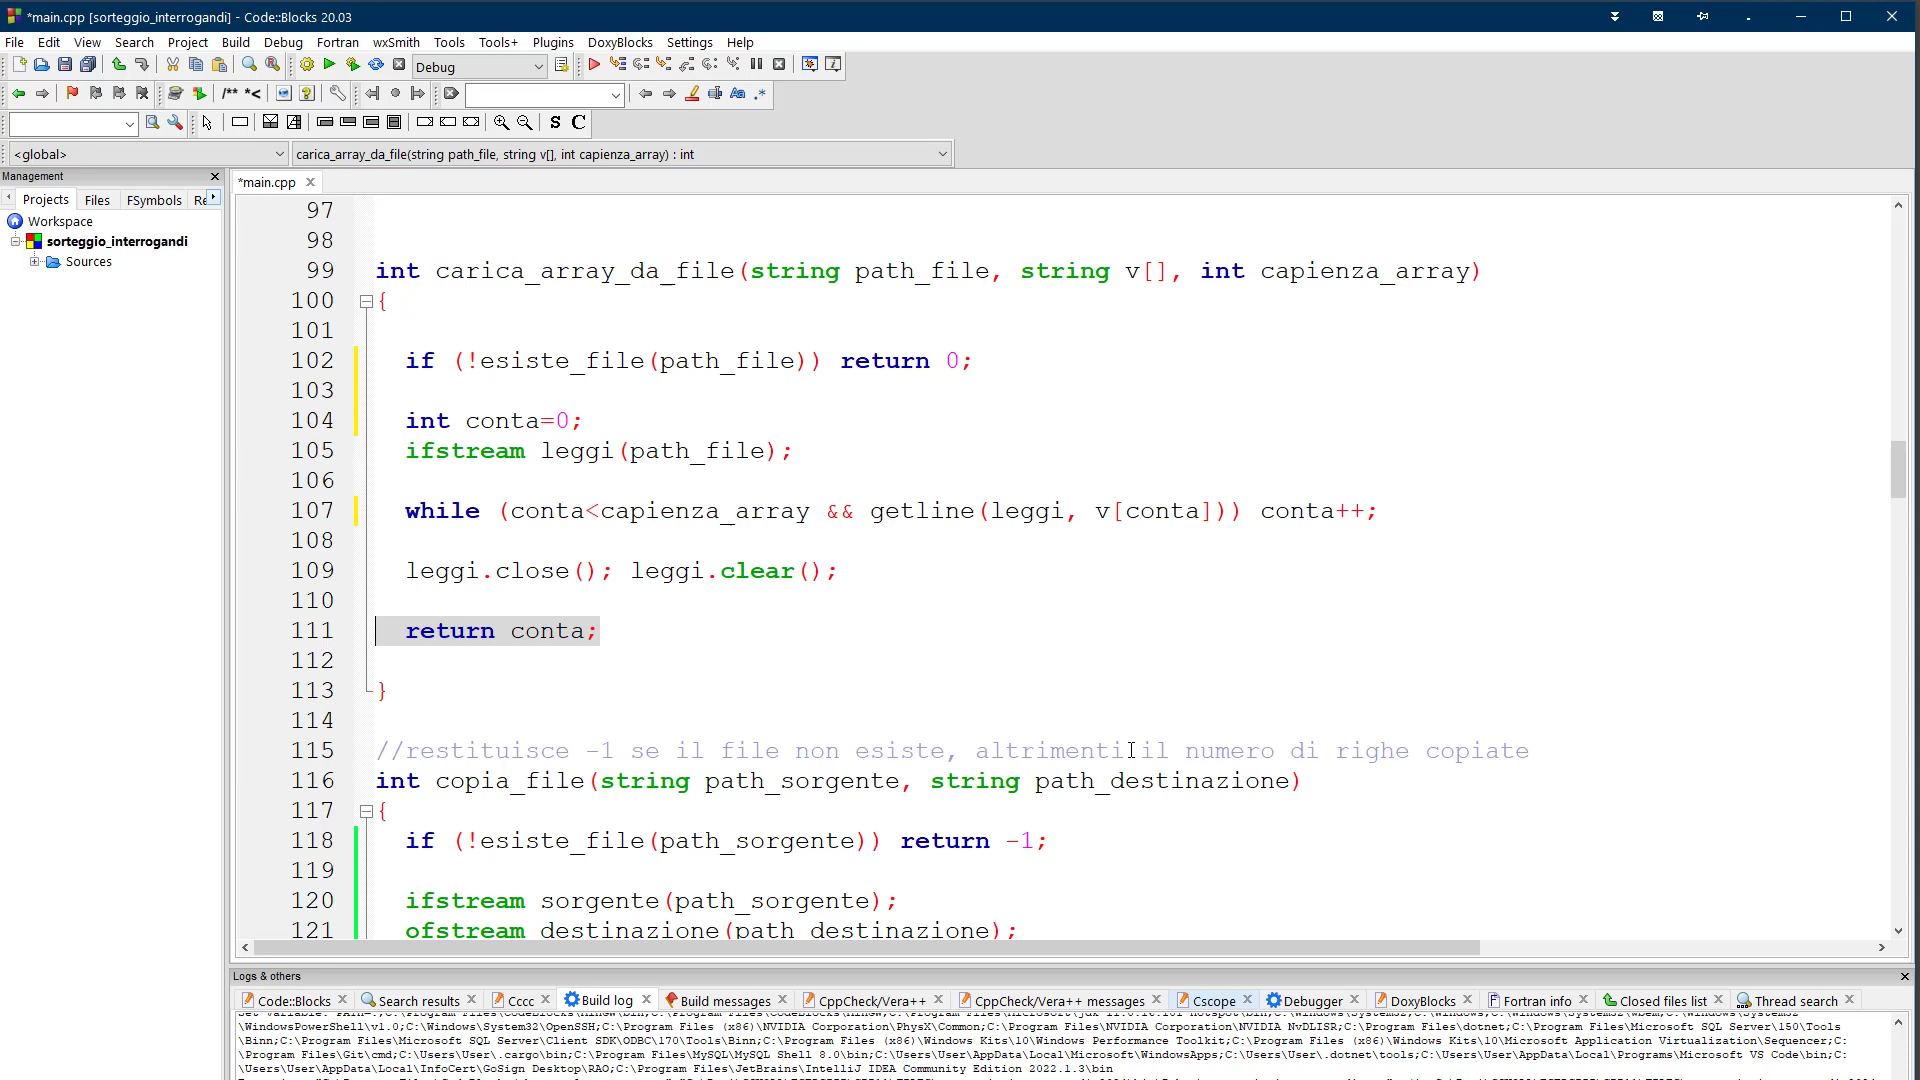 *main.cpp [sorteggio_interrogandi] - Code::Blocks 20.03
File Edit View Search Project Build Debug Fortran wxSmith Tools Tools+ Plugins DoxyBlocks Settings Help
Debug
/** *<
Aa .*
S C
<global> carica_array_da_file(string path_file, string v[], int capienza_array) : int
Management
*main.cpp
Projects Files FSymbols Re
Workspace
sorteggio_interrogandi
Sources
97
98
99 int carica_array_da_file(string path_file, string v[], int capienza_array)
100 {
101
102 if (!esiste_file(path_file)) return 0;
103
104 int conta=0;
105 ifstream leggi(path_file);
106
107 while (conta<capienza_array && getline(leggi, v[conta])) conta++;
108
109 leggi.close(); leggi.clear();
110
111 return conta;
112
113 }
114
115 //restituisce -1 se il file non esiste, altrimenti il numero di righe copiate
116 int copia_file(string path_sorgente, string path_destinazione)
117 {
118 if (!esiste_file(path_sorgente)) return -1;
119
120 ifstream sorgente(path_sorgente);
121 ofstream destinazione(path_destinazione);
Logs & others
Code::Blocks Search results Cccc Build log Build messages CppCheck/Vera++ CppCheck/Vera++ messages Cscope Debugger DoxyBlocks Fortran info Closed files list Thread search
\WindowsPowerShell\v1.0;C:\Windows\System32\OpenSSH;C:\Program Files (x86)\NVIDIA Corporation\PhysX\Common;C:\Program Files\NVIDIA Corporation\NVIDIA NvDLISR;C:\Program Files\dotnet;C:\Program Files\Microsoft SQL Server\150\Tools
\Binn;C:\Program Files\Microsoft SQL Server\Client SDK\ODBC\170\Tools\Binn;C:\Program Files (x86)\Windows Kits\10\Windows Performance Toolkit;C:\Program Files (x86)\Windows Kits\10\Microsoft Application Virtualization\Sequencer;C:
\Program Files\Git\cmd;C:\Users\User\.cargo\bin;C:\Program Files\MySQL\MySQL Shell 8.0\bin;C:\Users\User\AppData\Local\Microsoft\WindowsApps;C:\Users\User\.dotnet\tools;C:\Users\User\AppData\Local\Programs\Microsoft VS Code\bin;C:
\Users\User\AppData\Local\InfoCert\GoSign Desktop\RAO;C:\Program Files\JetBrains\IntelliJ IDEA Community Edition 2022.1.3\bin